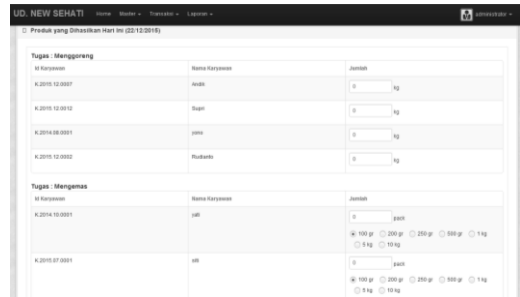 UD. NEW SEHATI Home Master Transaksi Laporan administrator
Produk yang Dihasilkan Hari Ini (22/12/2015)
Tugas : Menggoreng
Id Karyawan Nama Karyawan Jumlah
K.2015.12.0007 Andik 0 kg
K.2015.12.0012 Supri 0 kg
K.2014.08.0001 yono 0 kg
K.2015.12.0002 Rudianto 0 kg
Tugas : Mengemas
Id Karyawan Nama Karyawan Jumlah
K.2014.10.0001 yati 0 pack
100 gr 200 gr 250 gr 500 gr 1 kg
5 kg 10 kg
K.2015.07.0001 siti 0 pack
100 gr 200 gr 250 gr 500 gr 1 kg
5 kg 10 kg